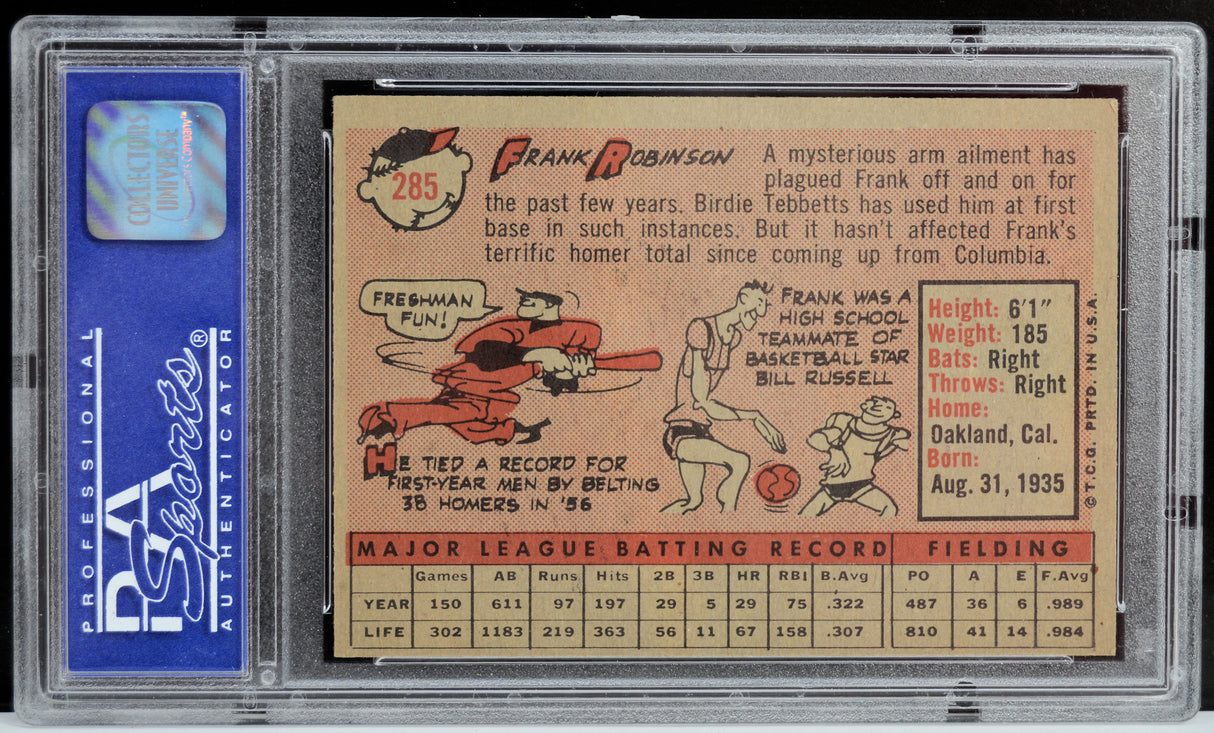 COLLECTORS
UNIVERSE
PROFESSIONAL
PSA
Sports®
AUTHENTICATOR
285
FRANK ROBINSON
A mysterious arm ailment has
plagued Frank off and on for
the past few years. Birdie Tebbetts has used him at first
base in such instances. But it hasn't affected Frank's
terrific homer total since coming up from Columbia.
FRESHMAN
FUN!
HE TIED A RECORD FOR
FIRST-YEAR MEN BY BELTING
38 HOMERS IN '56
FRANK WAS A
HIGH SCHOOL
TEAMMATE OF
BASKETBALL STAR
BILL RUSSELL
Height: 6'1"
Weight: 185
Bats: Right
Throws: Right
Home:
Oakland, Cal.
Born:
Aug. 31, 1935
© T.C.G. PRTD. IN U.S.A.
MAJOR LEAGUE BATTING RECORD FIELDING
Games AB Runs Hits 2B 3B HR RBI B.Avg PO A E F.Avg
YEAR 150 611 97 197 29 5 29 75 .322 487 36 6 .989
LIFE 302 1183 219 363 56 11 67 158 .307 810 41 14 .984